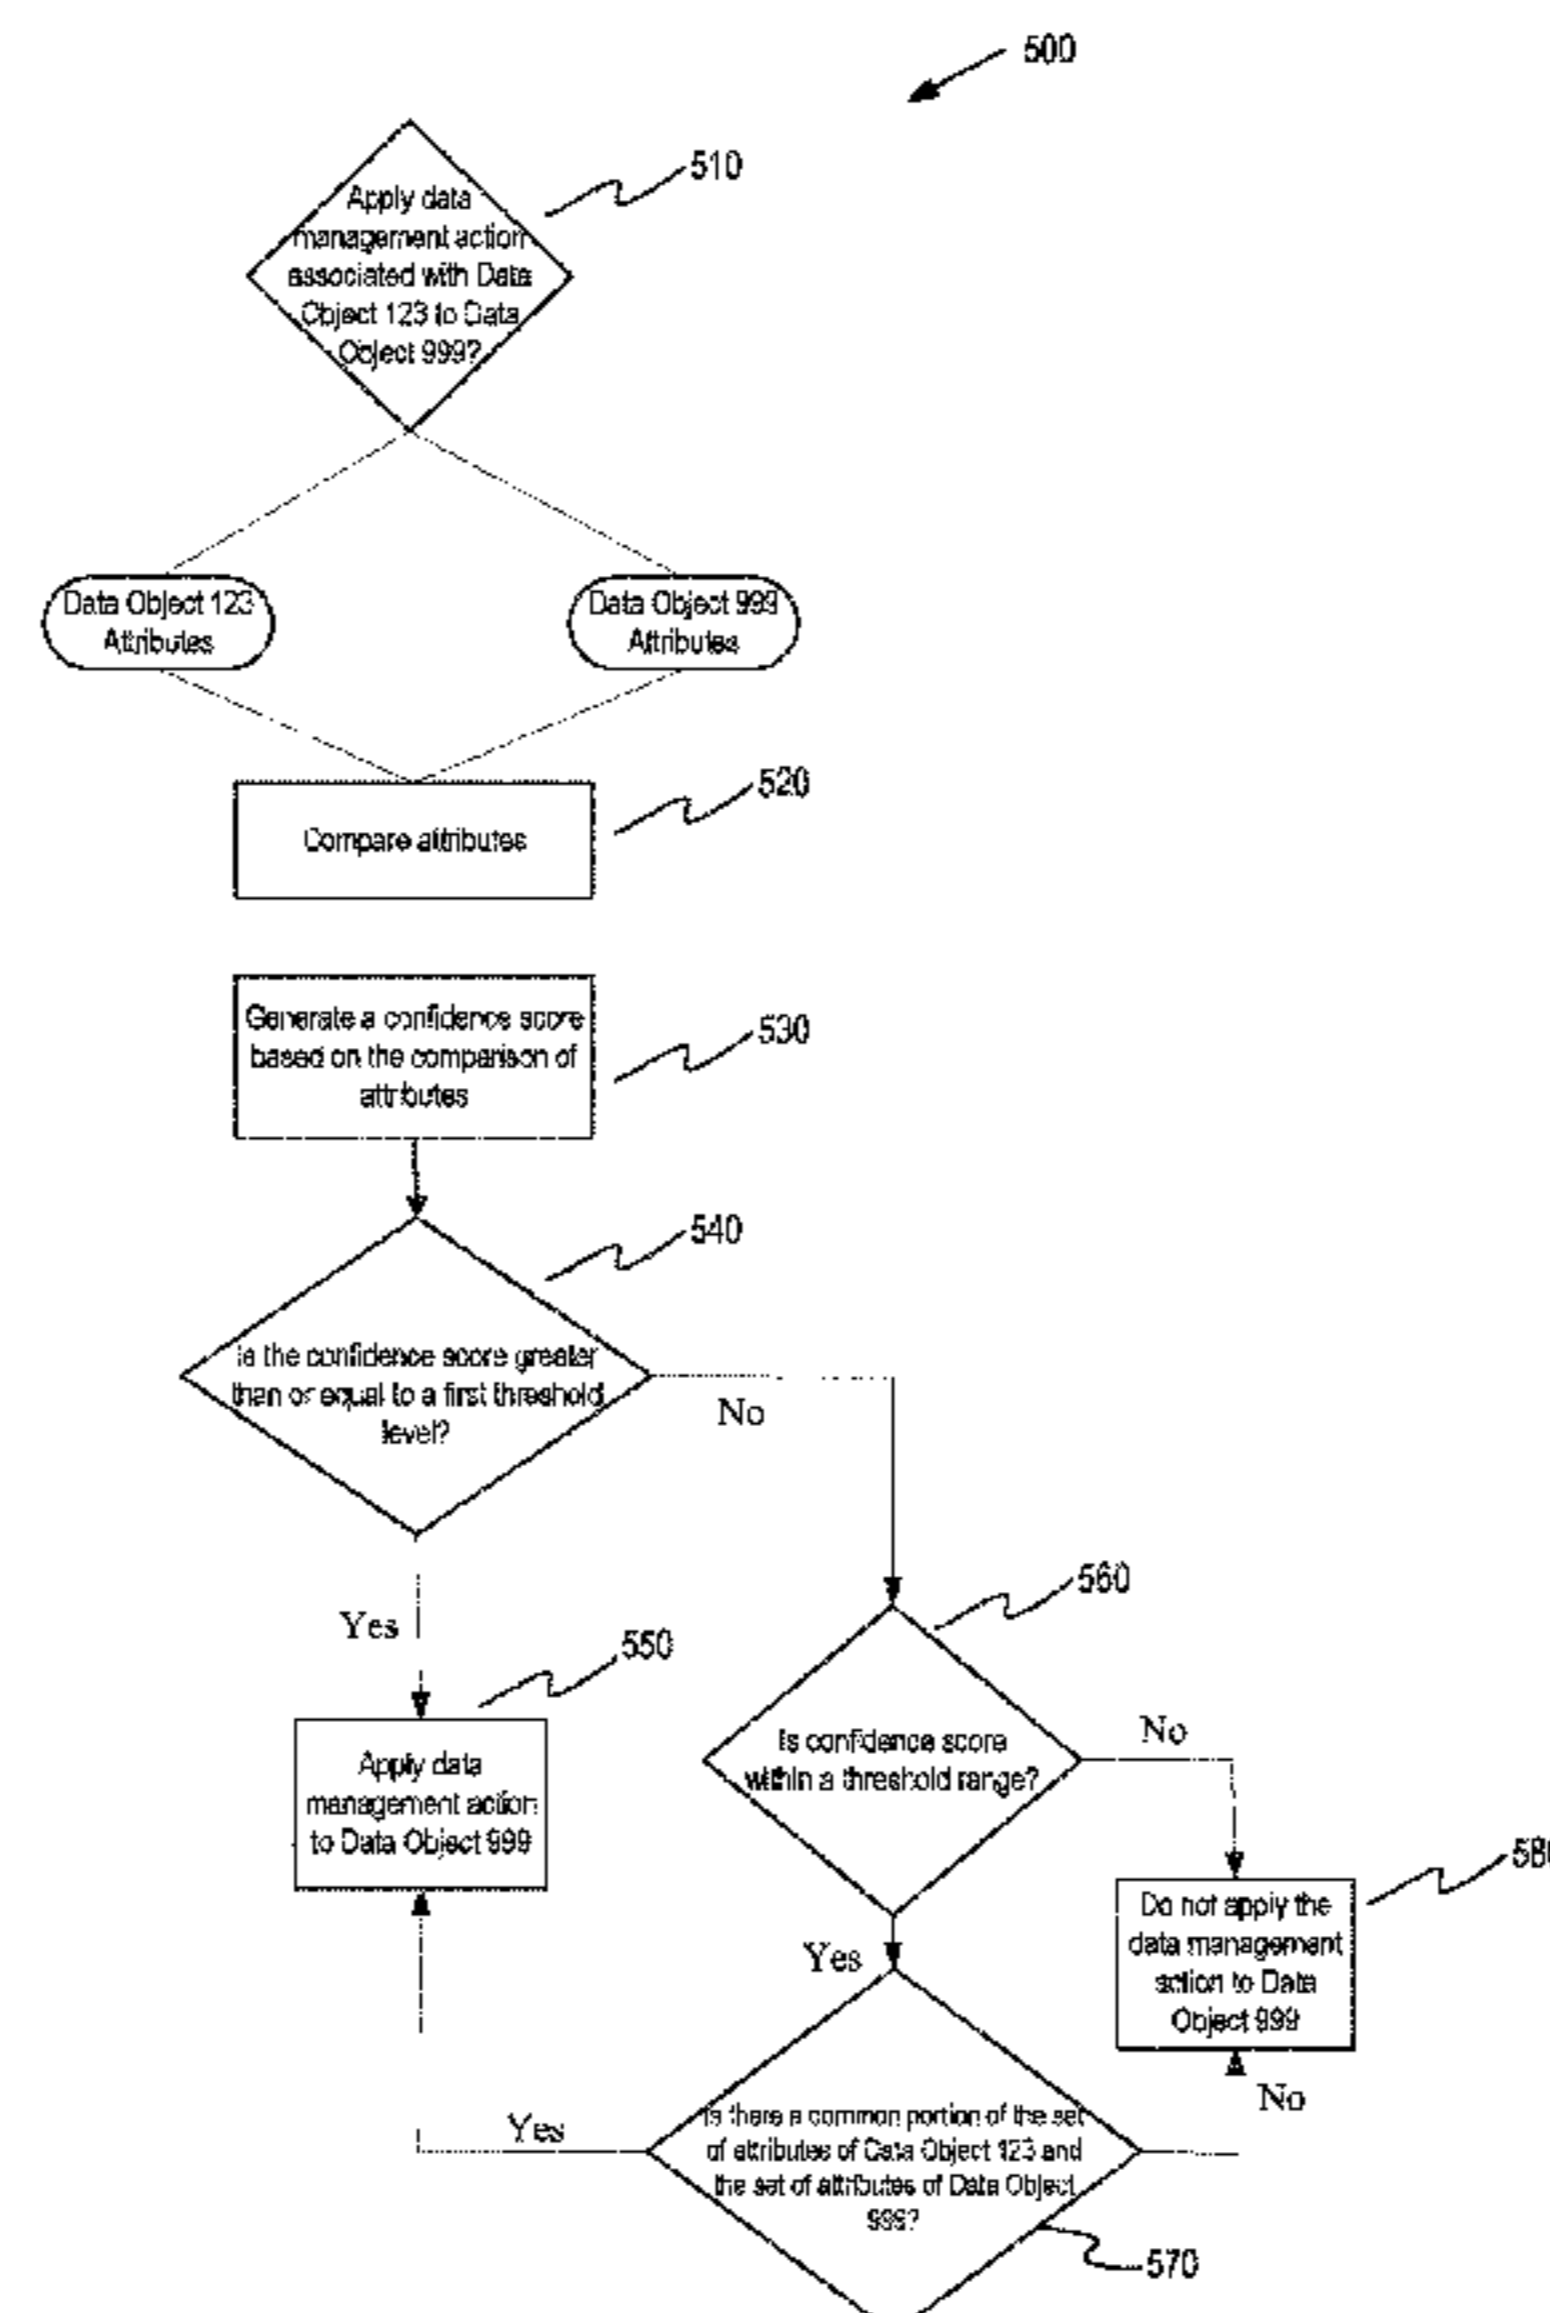 500
510
Apply data
management action
associated with Data
Object 123 to Data
Object 999?
Data Object 123
Attributes
Data Object 999
Attributes
520
Compare attributes
530
Generate a confidence score
based on the comparison of
attributes
540
Is the confidence score greater
than or equal to a first threshold
level?
No
Yes
550
Apply data
management action
to Data Object 999
560
Is confidence score
within a threshold range?
No
Do not apply the
data management
action to Data
Object 999
Yes
No
Yes
Is there a common portion of the set
of attributes of Data Object 123 and
the set of attributes of Data Object
999?
570